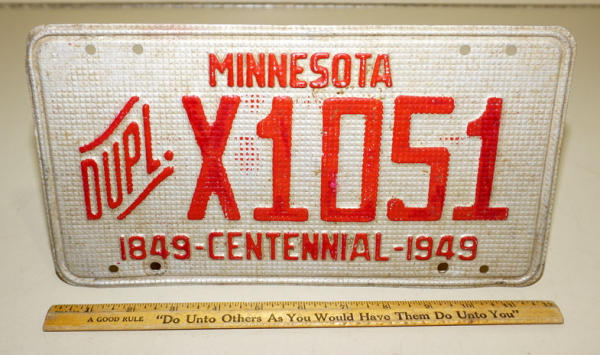 MINNESOTA
DUPL. X1051
1849-CENTENNIAL-1949
A GOOD RULE "Do Unto Others As You Would Have Them Do Unto You"